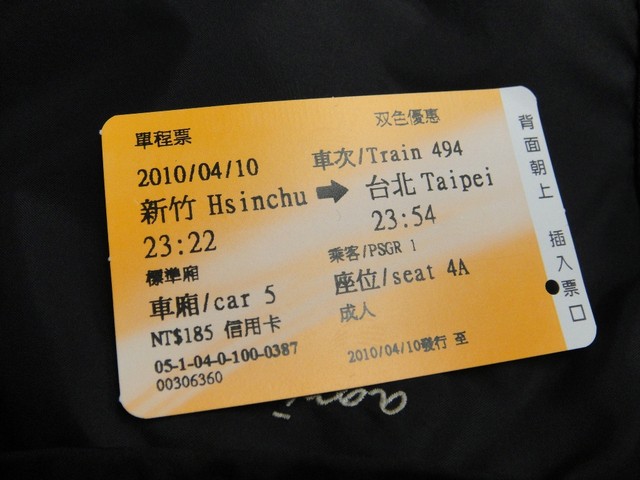 單程票
双色優惠
2010/04/10
車次/Train 494
新竹 Hsinchu
台北 Taipei
23:22
23:54
標準廂
乘客/PSGR 1
車廂/car 5
座位/seat 4A
NT$185 信用卡
成人
05-1-04-0-100-0387
00306360
2010/04/10發行 至
背面朝上 插入票口